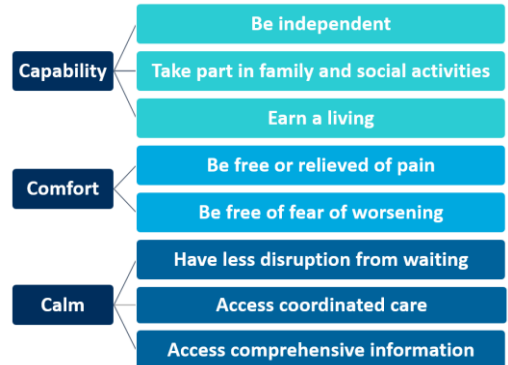 Capability
Be independent
Take part in family and social activities
Earn a living
Comfort
Be free or relieved of pain
Be free of fear of worsening
Calm
Have less disruption from waiting
Access coordinated care
Access comprehensive information